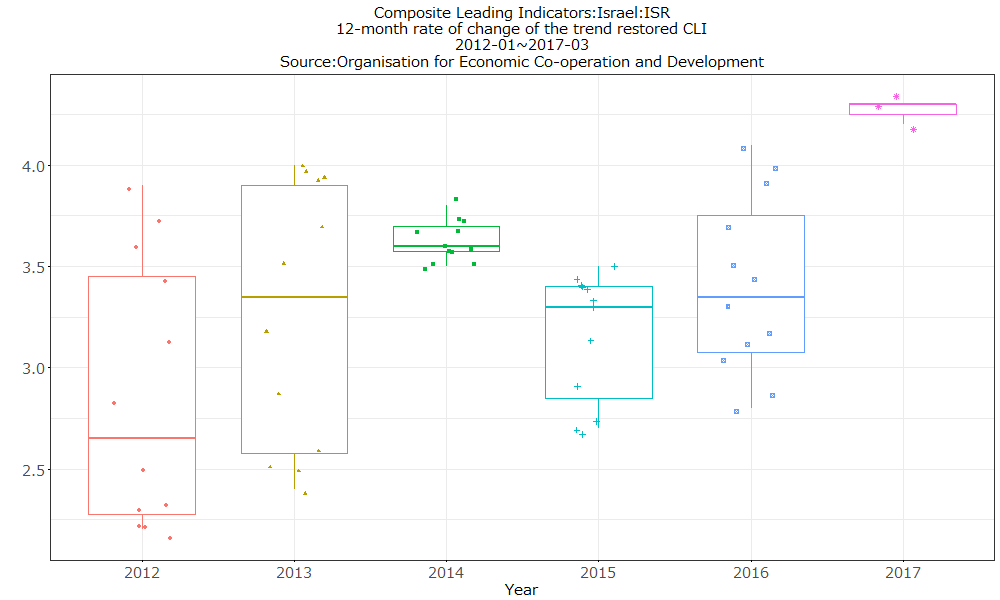 Composite Leading Indicators:Israel:ISR
12-month rate of change of the trend restored CLI
2012-01~2017-03
Source:Organisation for Economic Co-operation and Development
4.0
3.5
3.0
2.5
2012 2013 2014 2015 2016 2017
Year